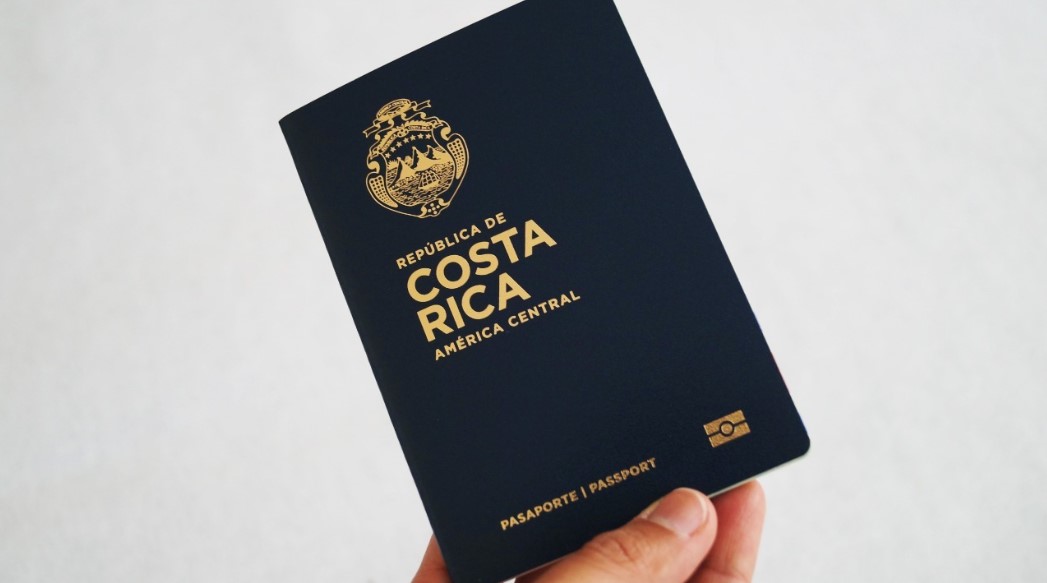 REPÚBLICA DE
COSTA
RICA
AMÉRICA CENTRAL
PASAPORTE | PASSPORT